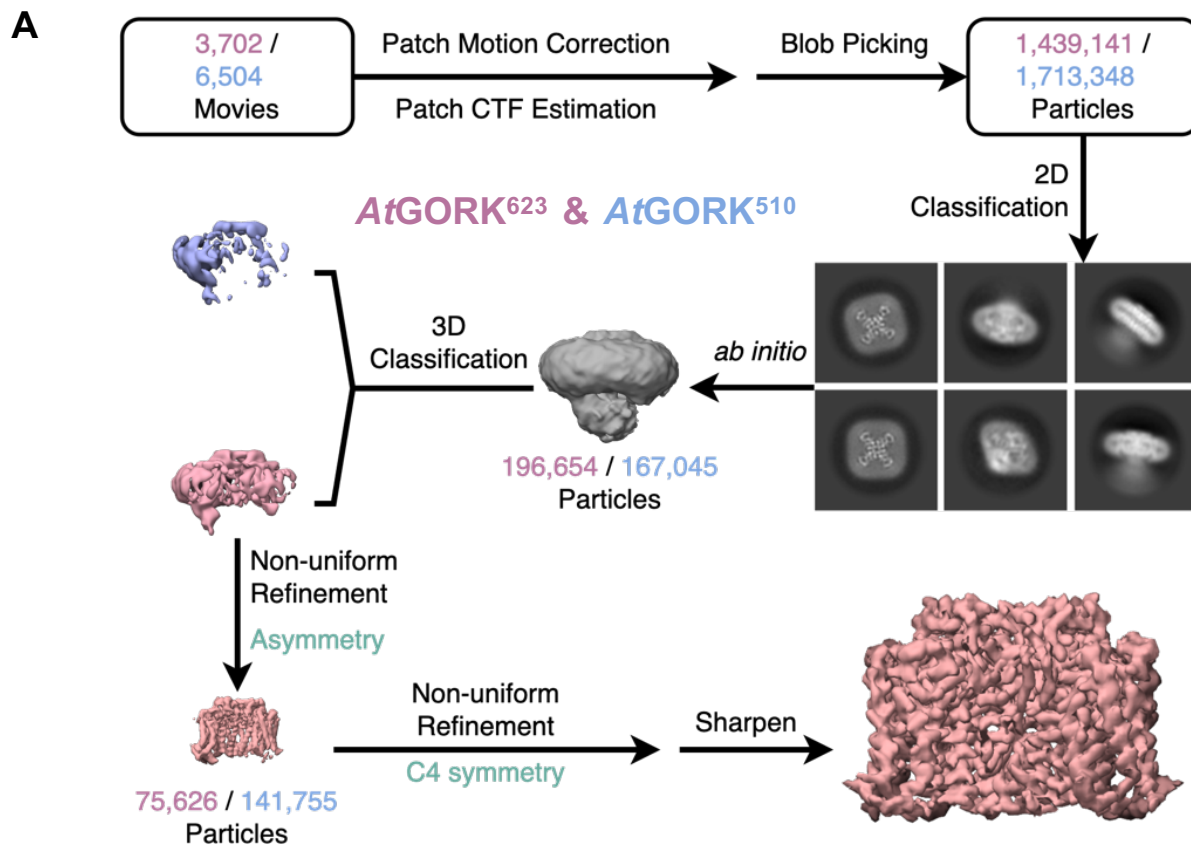 A
3,702 /
6,504
Movies
Patch Motion Correction
Patch CTF Estimation
Blob Picking
1,439,141 /
1,713,348
Particles
2D
Classification
AtGORK⁶²³ & AtGORK⁵¹⁰
ab initio
3D
Classification
196,654 / 167,045
Particles
Non-uniform
Refinement
Asymmetry
75,626 / 141,755
Particles
Non-uniform
Refinement
C4 symmetry
Sharpen